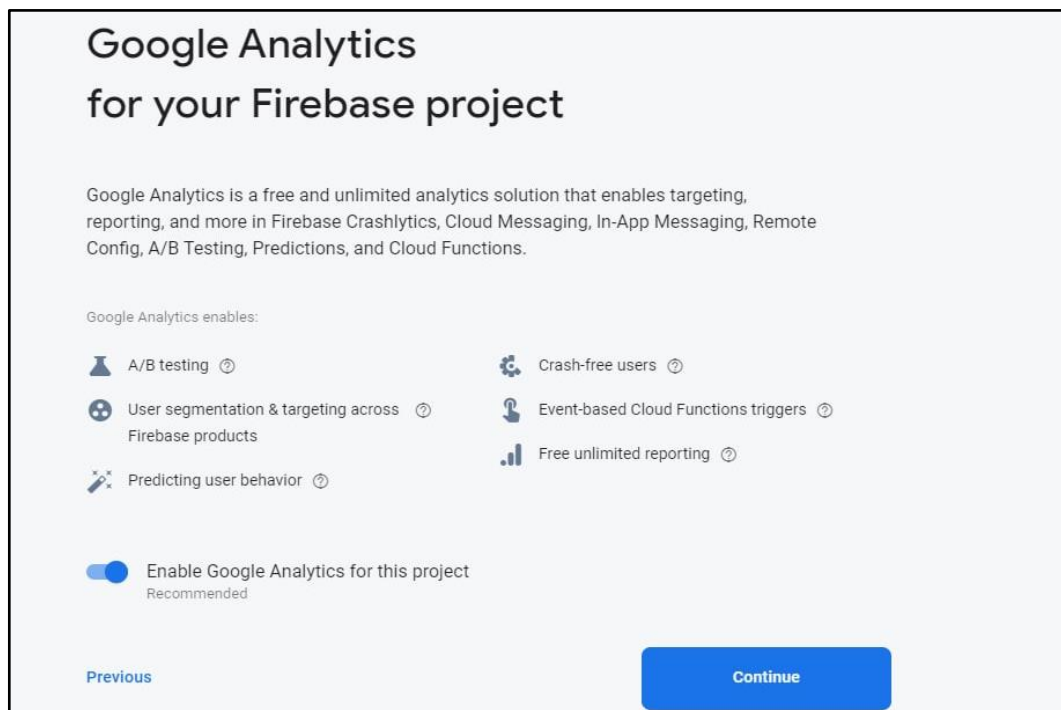 Google Analytics
for your Firebase project
Google Analytics is a free and unlimited analytics solution that enables targeting,
reporting, and more in Firebase Crashlytics, Cloud Messaging, In-App Messaging, Remote
Config, A/B Testing, Predictions, and Cloud Functions.
Google Analytics enables:
A/B testing
User segmentation & targeting across
Firebase products
Predicting user behavior
Crash-free users
Event-based Cloud Functions triggers
Free unlimited reporting
Enable Google Analytics for this project
Recommended
Previous
Continue